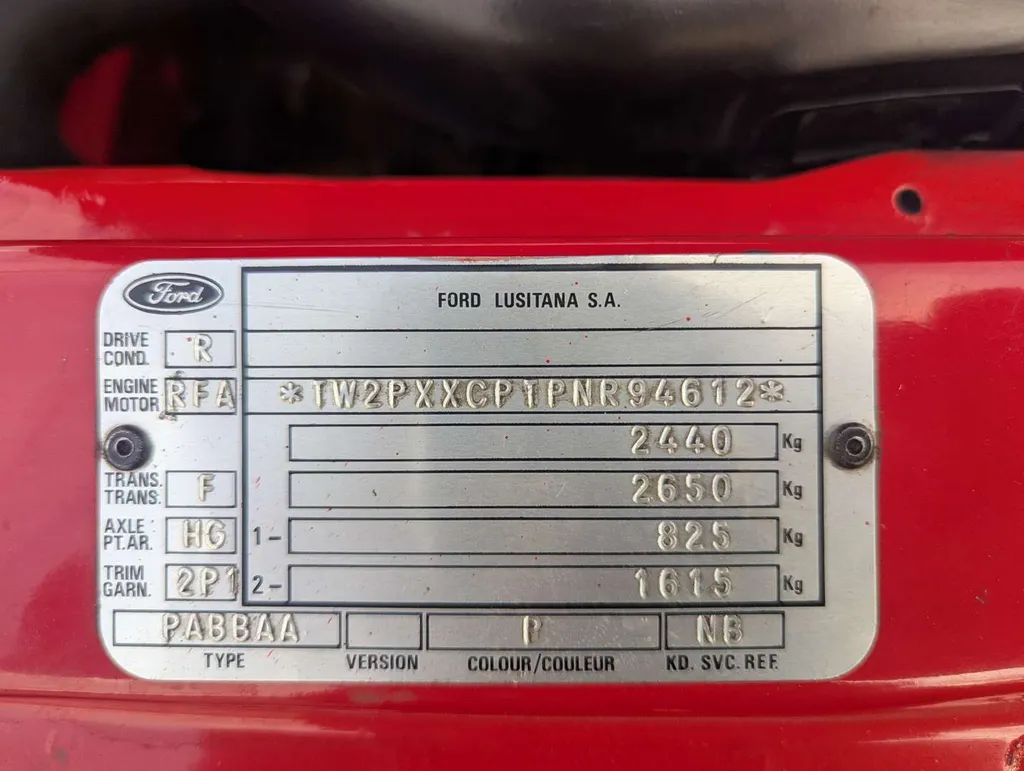 Ford
FORD LUSITANA S.A.
DRIVE COND. R
ENGINE MOTOR RFA *TW2PXXCPTPNR94612*
2440 Kg
TRANS. TRANS. F 2650 Kg
AXLE PT.AR. HG 1- 825 Kg
TRIM GARN. 2P1 2- 1615 Kg
PABBAA P NB
TYPE VERSION COLOUR/COULEUR KD. SVC. REF.